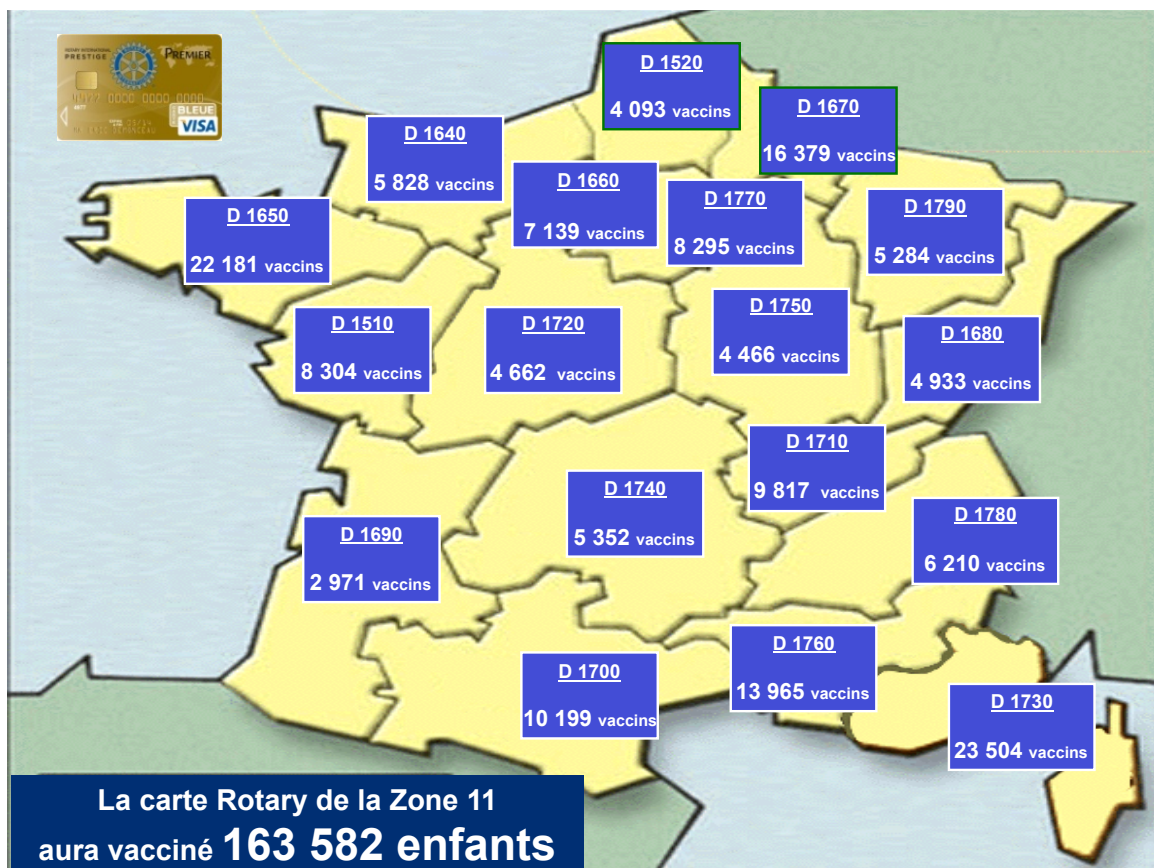 ROTARY INTERNATIONAL
PRESTIGE
PREMIER
BLEUE
VISA
D 1520
4 093 vaccins
D 1670
16 379 vaccins
D 1640
5 828 vaccins
D 1660
7 139 vaccins
D 1770
8 295 vaccins
D 1790
5 284 vaccins
D 1650
22 181 vaccins
D 1510
8 304 vaccins
D 1720
4 662 vaccins
D 1750
4 466 vaccins
D 1680
4 933 vaccins
D 1710
9 817 vaccins
D 1740
5 352 vaccins
D 1780
6 210 vaccins
D 1690
2 971 vaccins
D 1760
13 965 vaccins
D 1700
10 199 vaccins
D 1730
23 504 vaccins
La carte Rotary de la Zone 11
aura vacciné 163 582 enfants